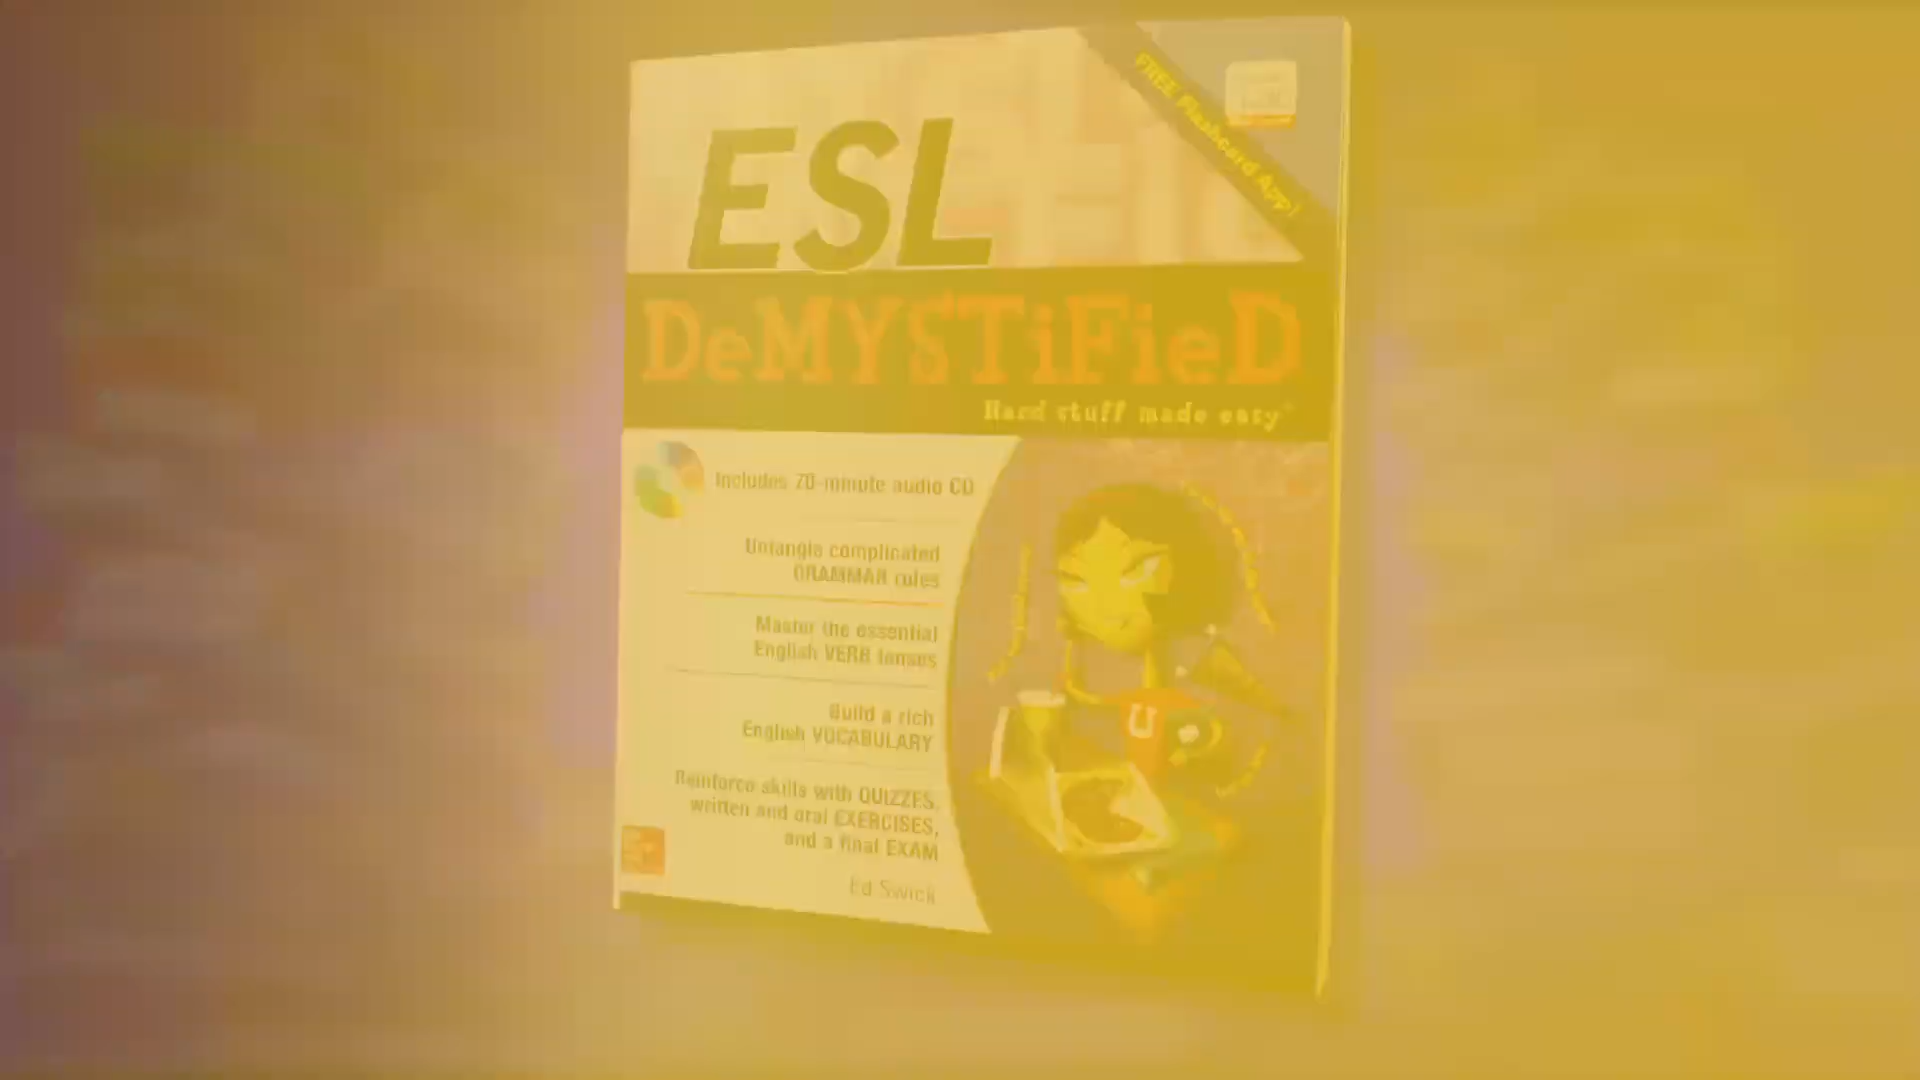 FREE Flashcard App!
ESL
DeMYSTiFieD
Hard stuff made easy
Includes 70-minute audio CD
Untangle complicated
GRAMMAR rules
Master the essential
English VERB tenses
Build a rich
English VOCABULARY
Reinforce skills with QUIZZES,
written and oral EXERCISES,
and a final EXAM
Ed Swick
U